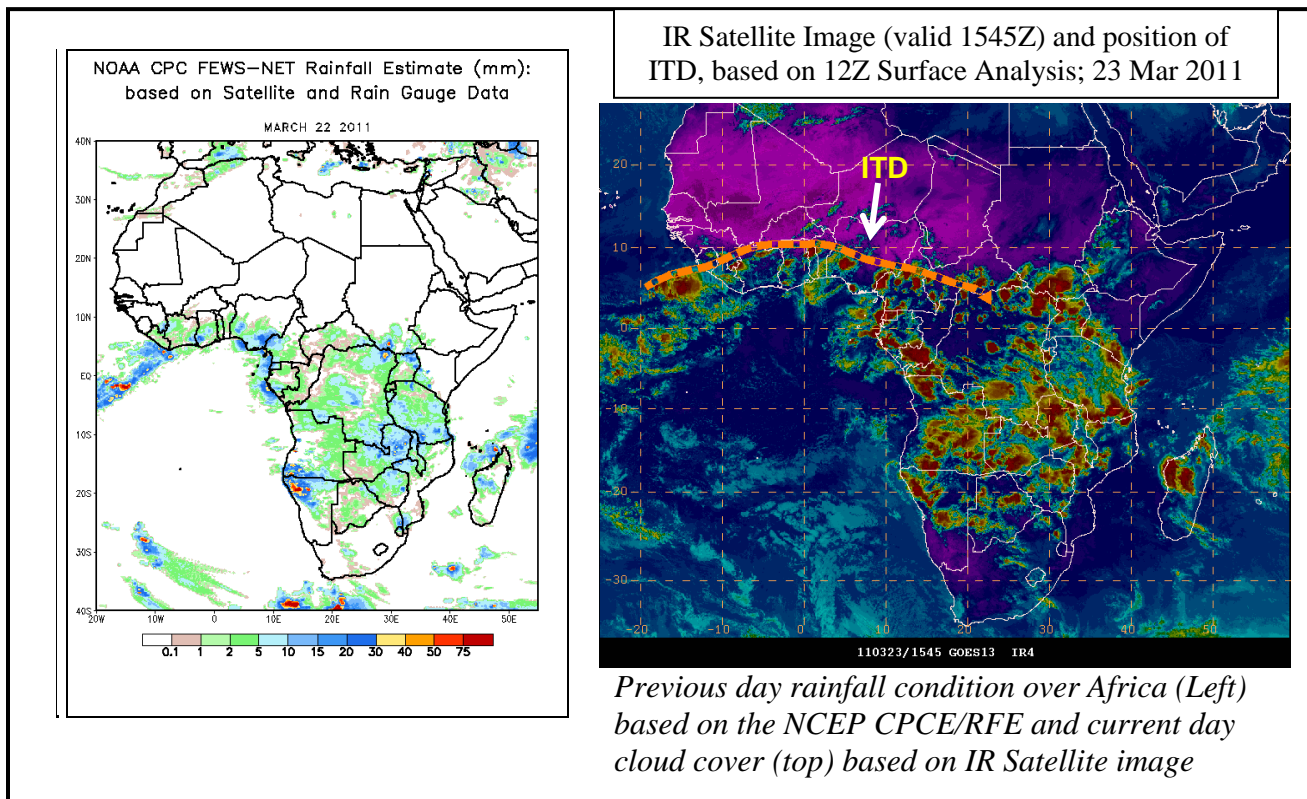 NOAA CPC FEWS-NET Rainfall Estimate (mm):
based on Satellite and Rain Gauge Data
MARCH 22 2011
40N
30N
20N
10N
EQ
10S
20S
30S
40S
20W 10W 0 10E 20E 30E 40E 50E
0.1 1 2 5 10 15 20 30 40 50 75
IR Satellite Image (valid 1545Z) and position of
ITD, based on 12Z Surface Analysis; 23 Mar 2011
ITD
20
10
0
-10
-20
-30
-20 -10 0 10 20 30 40 50
110323/1545 GOES13 IR4
Previous day rainfall condition over Africa (Left)
based on the NCEP CPCE/RFE and current day
cloud cover (top) based on IR Satellite image